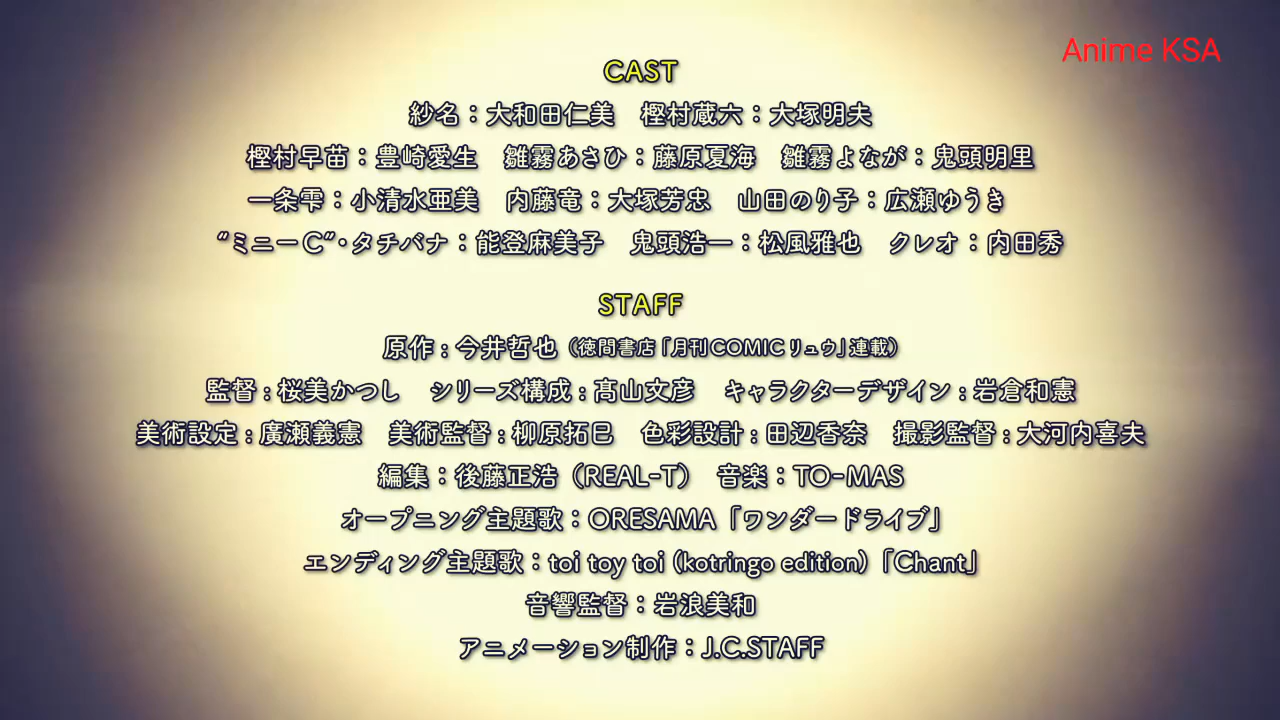 Anime KSA
CAST
紗名：大和田仁美　樫村蔵六：大塚明夫
樫村早苗：豊崎愛生　雛霧あさひ：藤原夏海　雛霧よなが：鬼頭明里
一条雫：小清水亜美　内藤竜：大塚芳忠　山田のり子：広瀬ゆうき
“ミニーC”・タチバナ：能登麻美子　鬼頭浩一：松風雅也　クレオ：内田秀
STAFF
原作：今井哲也（徳間書店「月刊COMICリュウ」連載）
監督：桜美かつし　シリーズ構成：髙山文彦　キャラクターデザイン：岩倉和憲
美術設定：廣瀬義憲　美術監督：柳原拓巳　色彩設計：田辺香奈　撮影監督：大河内喜夫
編集：後藤正浩（REAL-T）　音楽：TO-MAS
オープニング主題歌：ORESAMA「ワンダードライブ」
エンディング主題歌：toi toy toi (kotringo edition)「Chant」
音響監督：岩浪美和
アニメーション制作：J.C.STAFF